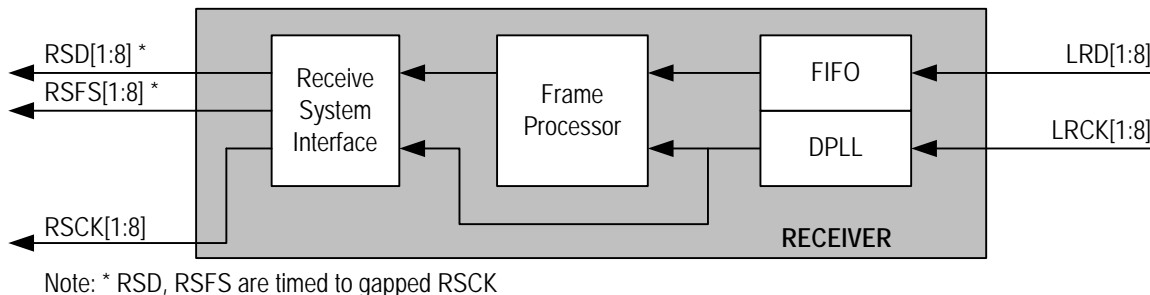 RSD[1:8] *
RSFS[1:8] *
RSCK[1:8]
Receive
System
Interface
Frame
Processor
FIFO
DPLL
LRD[1:8]
LRCK[1:8]
RECEIVER
Note: * RSD, RSFS are timed to gapped RSCK